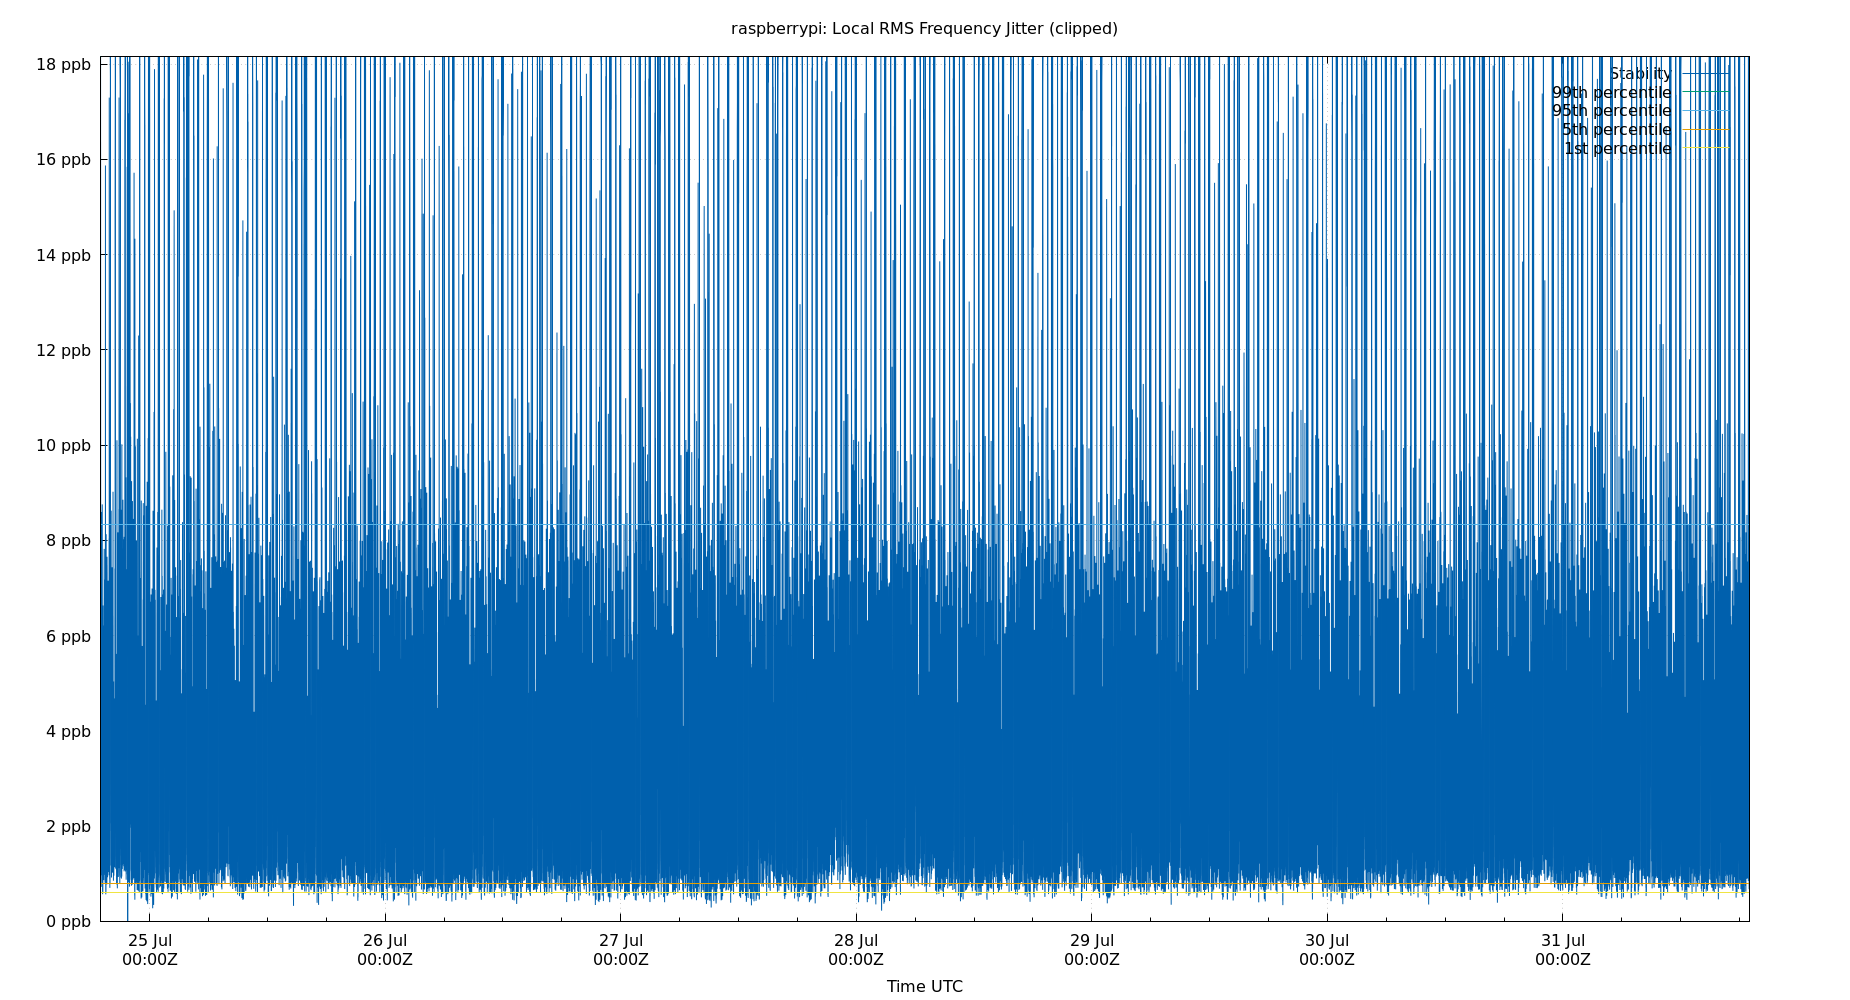 raspberrypi: Local RMS Frequency Jitter (clipped)
18 ppb
16 ppb
14 ppb
12 ppb
10 ppb
8 ppb
6 ppb
4 ppb
2 ppb
0 ppb
Stability
99th percentile
95th percentile
5th percentile
1st percentile
25 Jul 26 Jul 27 Jul 28 Jul 29 Jul 30 Jul 31 Jul
00:00Z 00:00Z 00:00Z 00:00Z 00:00Z 00:00Z 00:00Z
Time UTC